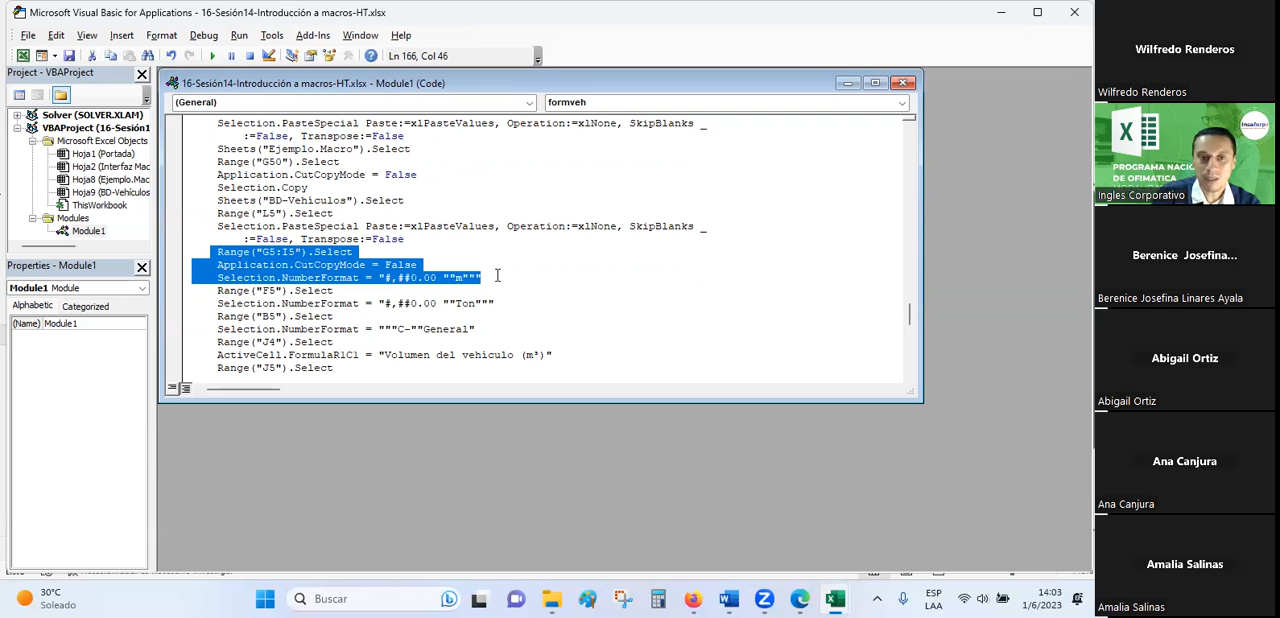 Microsoft Visual Basic for Applications - 16-Sesión14-Introducción a macros-HT.xlsx
File Edit View Insert Format Debug Run Tools Add-Ins Window Help
Ln 166, Col 46
Project - VBAProject
Solver (SOLVER.XLAM)
VBAProject (16-Sesión1
Microsoft Excel Objects
Hoja1 (Portada)
Hoja2 (Interfaz Mac
Hoja8 (Ejemplo.Mac
Hoja9 (BD-Vehículos
ThisWorkbook
Modules
Module1
Properties - Module1
Module1 Module
Alphabetic Categorized
(Name) Module1
16-Sesión14-Introducción a macros-HT.xlsx - Module1 (Code)
(General) formveh
Selection.PasteSpecial Paste:=xlPasteValues, Operation:=xlNone, SkipBlanks _
:=False, Transpose:=False
Sheets("Ejemplo.Macro").Select
Range("G50").Select
Application.CutCopyMode = False
Selection.Copy
Sheets("BD-Vehículos").Select
Range("L5").Select
Selection.PasteSpecial Paste:=xlPasteValues, Operation:=xlNone, SkipBlanks _
:=False, Transpose:=False
Range("G5:I5").Select
Application.CutCopyMode = False
Selection.NumberFormat = "#,##0.00 ""m"""
Range("F5").Select
Selection.NumberFormat = "#,##0.00 ""Ton"""
Range("B5").Select
Selection.NumberFormat = """C-""General"
Range("J4").Select
ActiveCell.FormulaR1C1 = "Volumen del vehículo (m³)"
Range("J5").Select
Wilfredo Renderos
Wilfredo Renderos
Insaforp
PROGRAMA NACI
DE OFIMÁTICA
Ingles Corporativo
Berenice Josefina...
Berenice Josefina Linares Ayala
Abigail Ortiz
Abigail Ortiz
Ana Canjura
Ana Canjura
Amalia Salinas
Amalia Salinas
30°C
Soleado
Buscar
ESP
LAA
14:03
1/6/2023